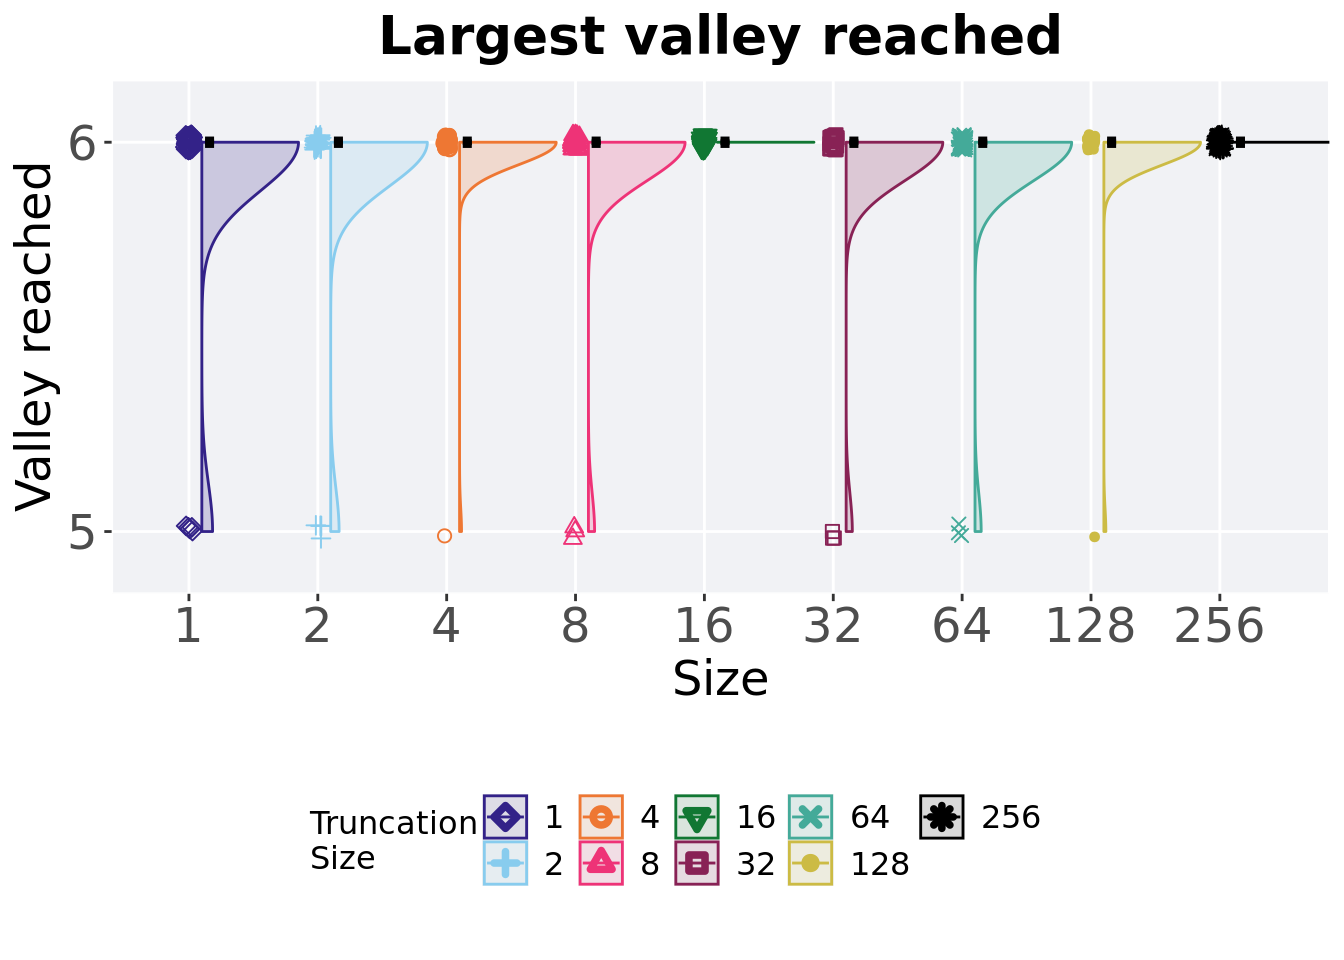 Largest valley reached
Valley reached
6
5
1 2 4 8 16 32 64 128 256
Size
Truncation Size
1 4 16 64 256
2 8 32 128